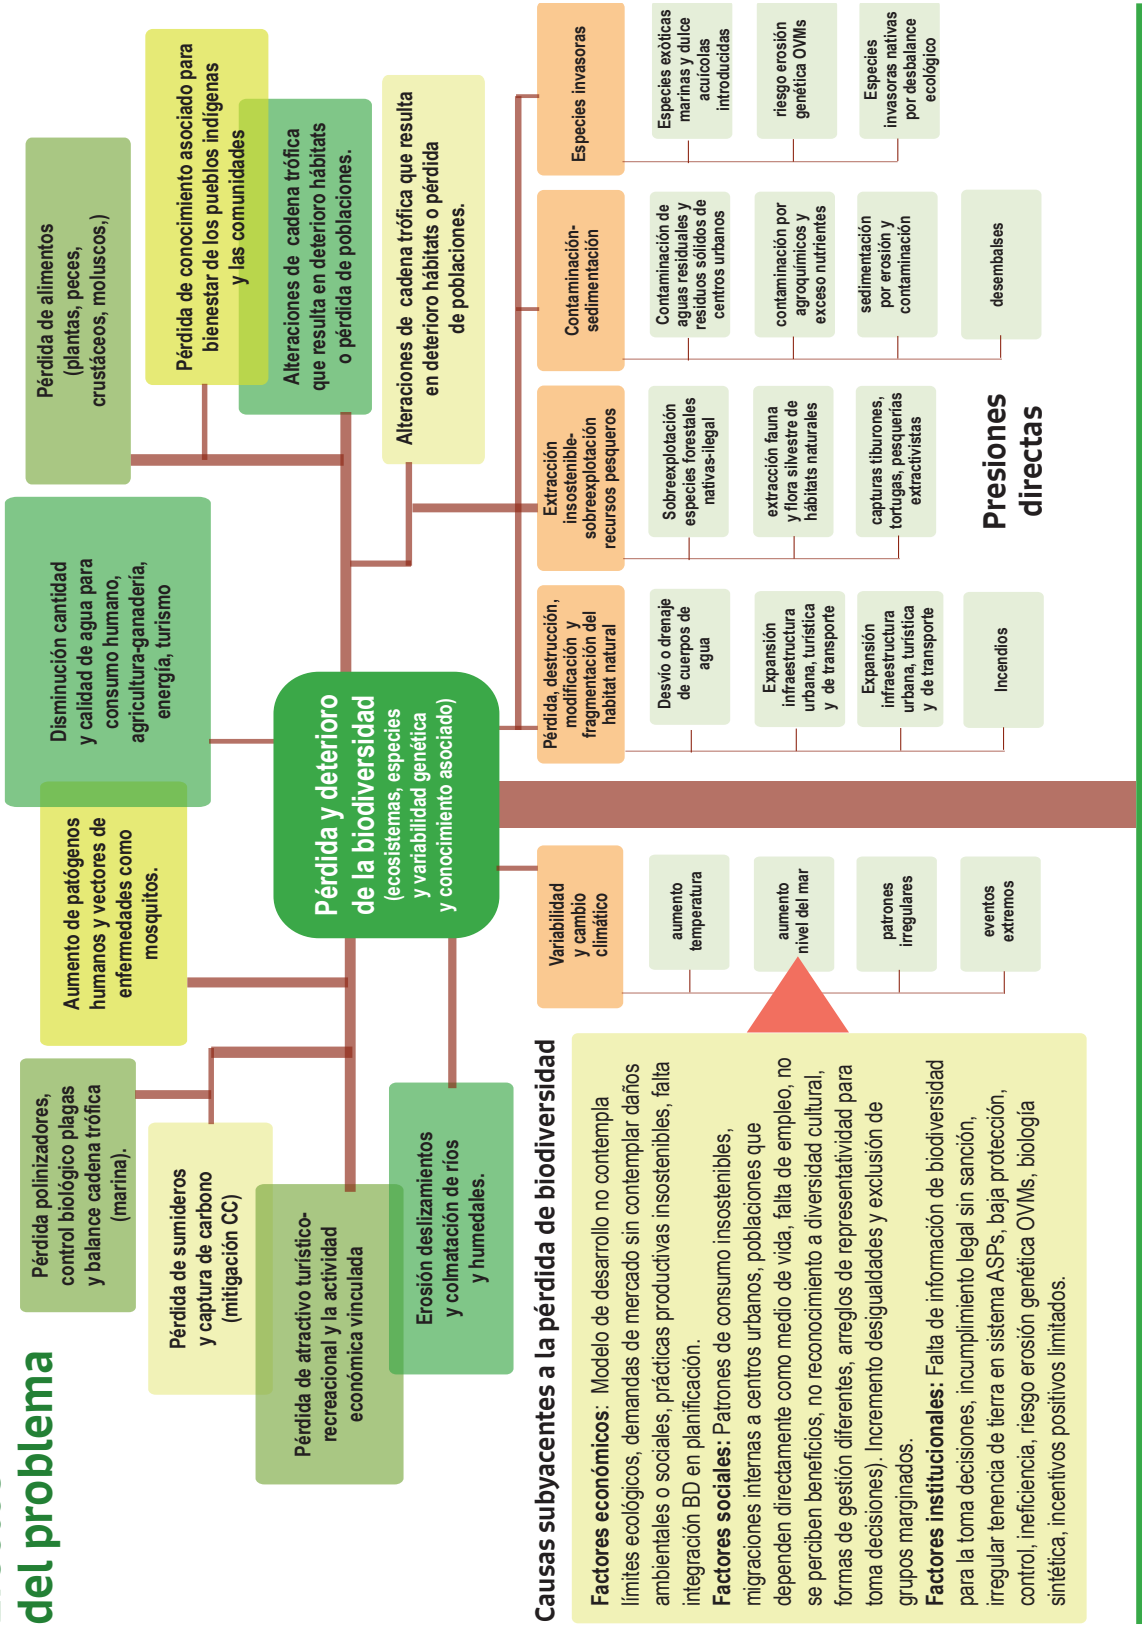 del problema
Pérdida polinizadores,
control biológico plagas
y balance cadena trófica
(marina).
Pérdida de sumideros
y captura de carbono
(mitigación CC)
Pérdida de atractivo turístico-
recreacional y la actividad
económica vinculada
Erosión deslizamientos
y colmatación de ríos
y humedales.
Aumento de patógenos
humanos y vectores de
enfermedades como
mosquitos.
Disminución cantidad
y calidad de agua para
consumo humano,
agricultura-ganadería,
energía, turismo
Pérdida de alimentos
(plantas, peces,
crustáceos, moluscos,)
Pérdida de conocimiento asociado para
bienestar de los pueblos indígenas
y las comunidades
Alteraciones de cadena trófica
que resulta en deterioro hábitats
o pérdida de poblaciones.
Alteraciones de cadena trófica que resulta
en deterioro hábitats o pérdida
de poblaciones.
Pérdida y deterioro
de la biodiversidad
(ecosistemas, especies
y variabilidad genética
y conocimiento asociado)
Causas subyacentes a la pérdida de biodiversidad
Factores económicos: Modelo de desarrollo no contempla
límites ecológicos, demandas de mercado sin contemplar daños
ambientales o sociales, prácticas productivas insostenibles, falta
integración BD en planificación.
Factores sociales: Patrones de consumo insostenibles,
migraciones internas a centros urbanos, poblaciones que
dependen directamente como medio de vida, falta de empleo, no
se perciben beneficios, no reconocimiento a diversidad cultural,
formas de gestión diferentes, arreglos de representatividad para
toma decisiones). Incremento desigualdades y exclusión de
grupos marginados.
Factores institucionales: Falta de información de biodiversidad
para la toma decisiones, incumplimiento legal sin sanción,
irregular tenencia de tierra en sistema ASPs, baja protección,
control, ineficiencia, riesgo erosión genética OVMs, biología
sintética, incentivos positivos limitados.
Variabilidad
y cambio
climático
aumento
temperatura
aumento
nivel del mar
patrones
irregulares
eventos
extremos
Pérdida, destrucción,
modificación y
fragmentación del
habitat natural
Desvío o drenaje
de cuerpos de
agua
Expansión
infraestructura
urbana, turística
y de transporte
Expansión
infraestructura
urbana, turística
y de transporte
Incendios
Extracción
insostenible-
sobreexplotación
recursos pesqueros
Sobreexplotación
especies forestales
nativas-ilegal
extracción fauna
y flora silvestre de
hábitats naturales
capturas tiburones,
tortugas, pesquerías
extractivistas
Contaminación-
sedimentación
Contaminación de
aguas residuales y
residuos sólidos de
centros urbanos
contaminación por
agroquímicos y
exceso nutrientes
sedimentación
por erosión y
contaminación
desembalses
Especies invasoras
Especies exòticas
marinas y dulce
acuícolas
introducidas
riesgo erosión
genética OVMs
Especies
invasoras nativas
por desbalance
ecológico
Presiones
directas